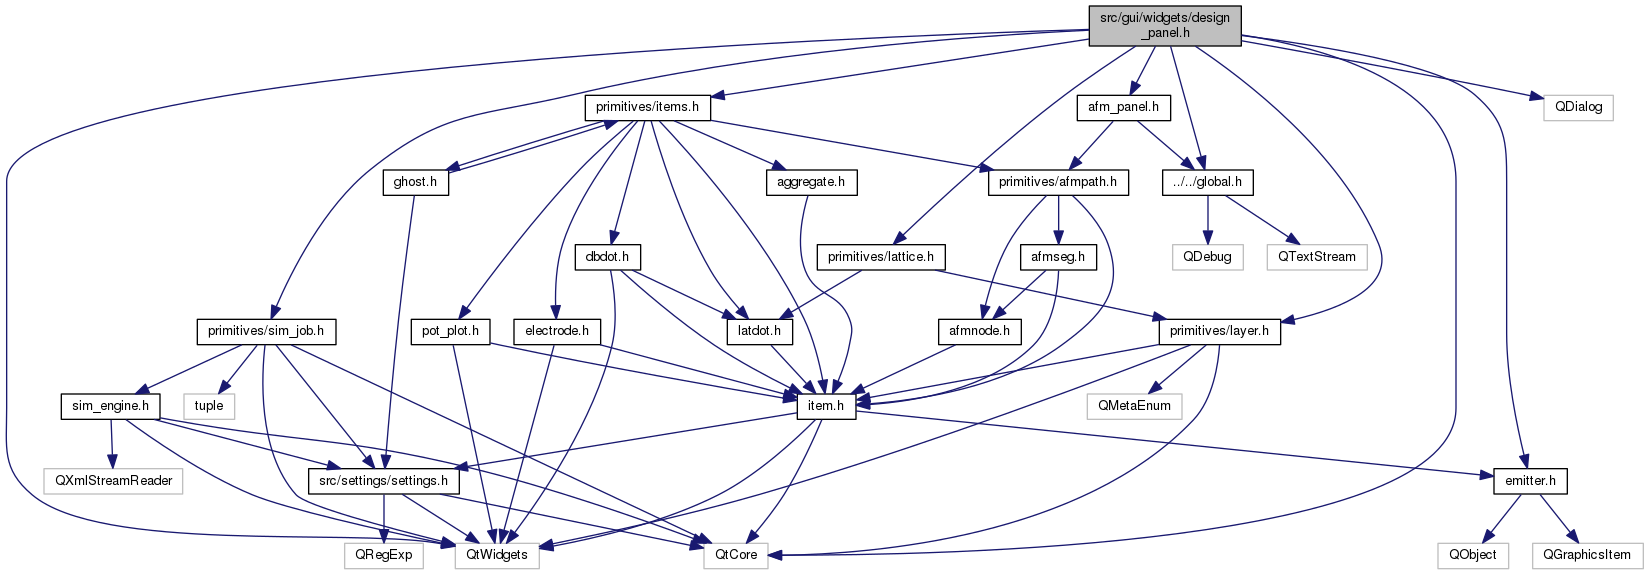 src/gui/widgets/design
_panel.h
primitives/items.h
afm_panel.h
QDialog
ghost.h
aggregate.h
primitives/afmpath.h
../../global.h
dbdot.h
primitives/lattice.h
afmseg.h
QDebug
QTextStream
primitives/sim_job.h
pot_plot.h
electrode.h
latdot.h
afmnode.h
primitives/layer.h
sim_engine.h
tuple
item.h
QMetaEnum
QXmlStreamReader
src/settings/settings.h
emitter.h
QRegExp
QtWidgets
QtCore
QObject
QGraphicsItem